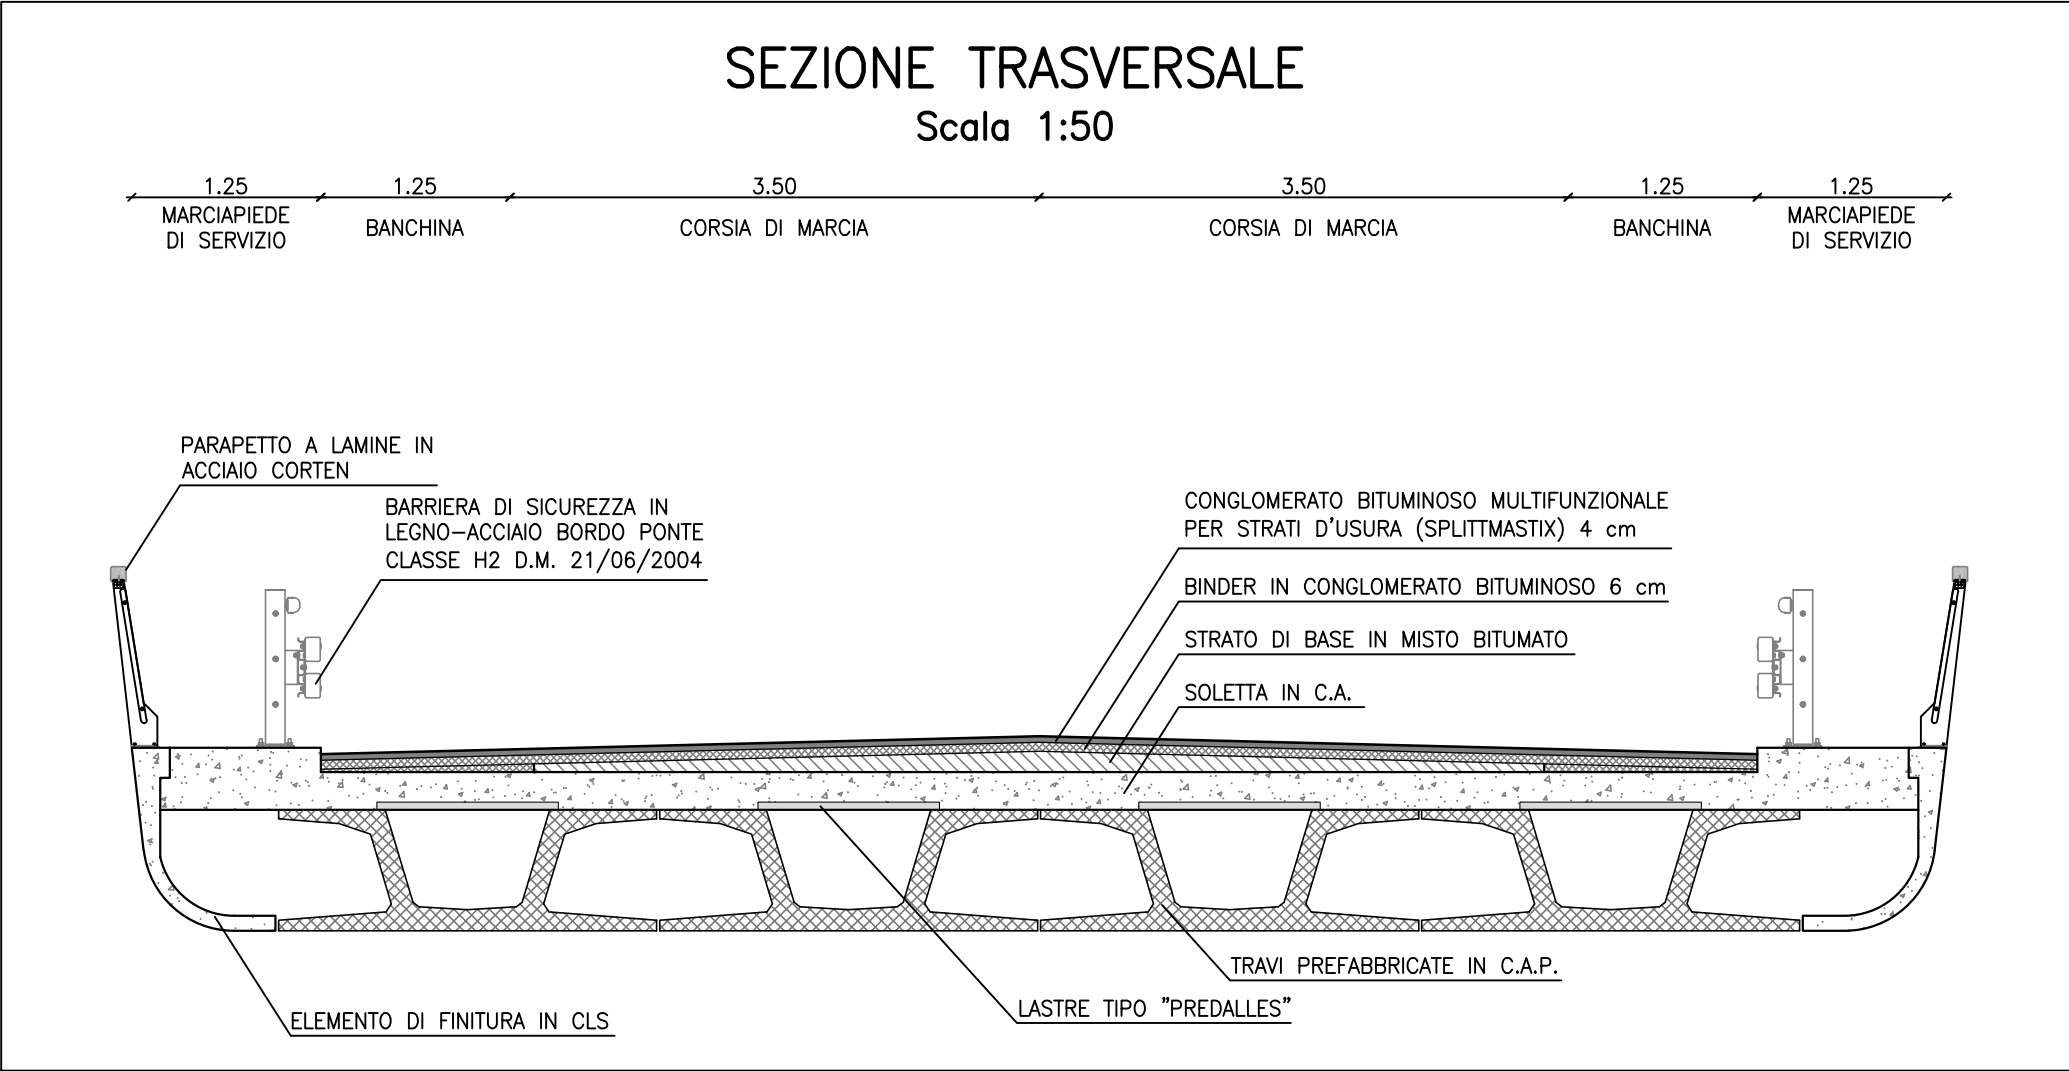 SEZIONE TRASVERSALE
Scala 1:50
1.25 1.25 3.50 3.50 1.25 1.25
MARCIAPIEDE
DI SERVIZIO
BANCHINA
CORSIA DI MARCIA
CORSIA DI MARCIA
BANCHINA
MARCIAPIEDE
DI SERVIZIO
PARAPETTO A LAMINE IN
ACCIAIO CORTEN
BARRIERA DI SICUREZZA IN
LEGNO-ACCIAIO BORDO PONTE
CLASSE H2 D.M. 21/06/2004
CONGLOMERATO BITUMINOSO MULTIFUNZIONALE
PER STRATI D'USURA (SPLITTMASTIX) 4 cm
BINDER IN CONGLOMERATO BITUMINOSO 6 cm
STRATO DI BASE IN MISTO BITUMATO
SOLETTA IN C.A.
TRAVI PREFABBRICATE IN C.A.P.
LASTRE TIPO "PREDALLES"
ELEMENTO DI FINITURA IN CLS